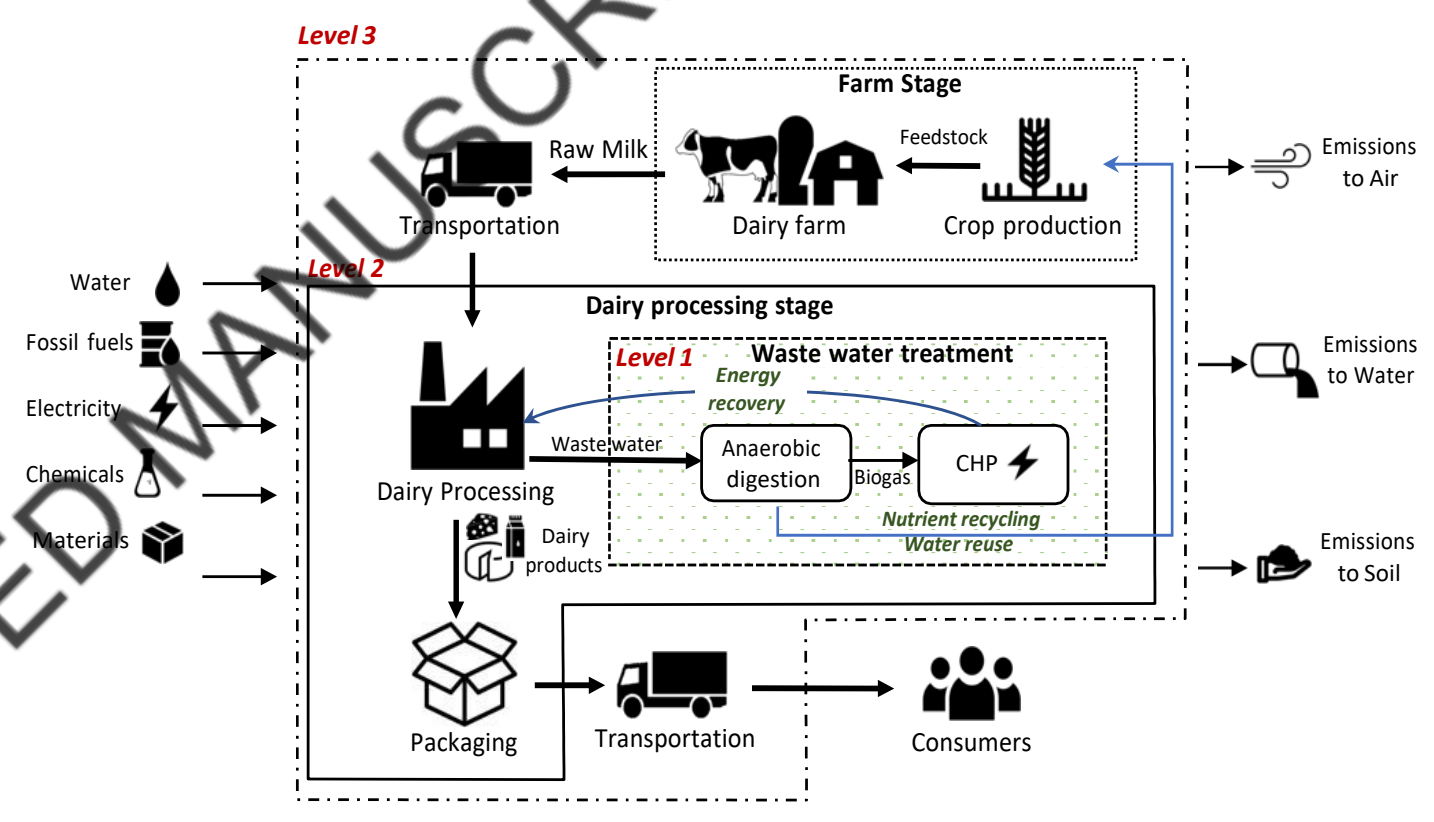 Level 3
Farm Stage
Feedstock
Raw Milk
Emissions
to Air
Transportation
Dairy farm
Crop production
Level 2
Water
Dairy processing stage
Fossil fuels
Level 1
Waste water treatment
Emissions
to Water
Energy
recovery
Electricity
Waste water
Anaerobic
digestion
Biogas
CHP
Chemicals
Dairy Processing
Nutrient recycling
Water reuse
Materials
Dairy
products
Emissions
to Soil
Packaging
Transportation
Consumers
ED MANUSCR